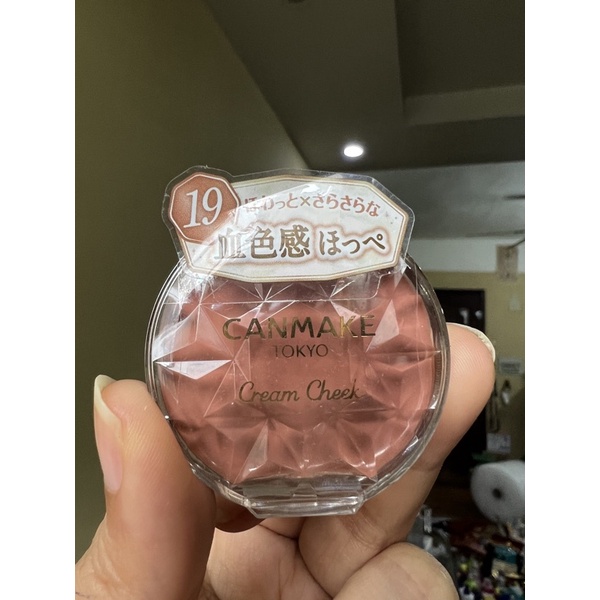 19
ほわっと×さらさらな
血色感 ほっぺ
CANMAKE
TOKYO
Cream Cheek